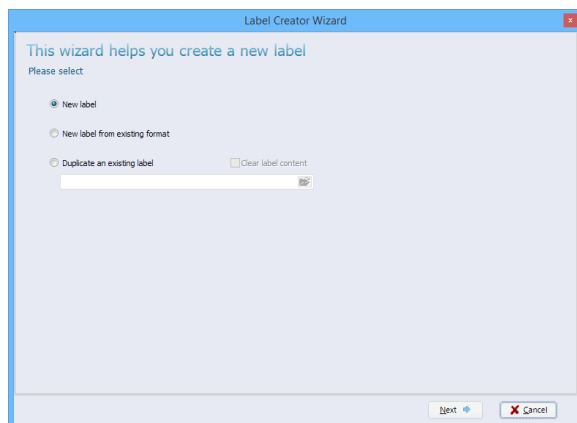 Label Creator Wizard
x
This wizard helps you create a new label
Please select
New label
New label from existing format
Duplicate an existing label
Clear label content
Next
Cancel